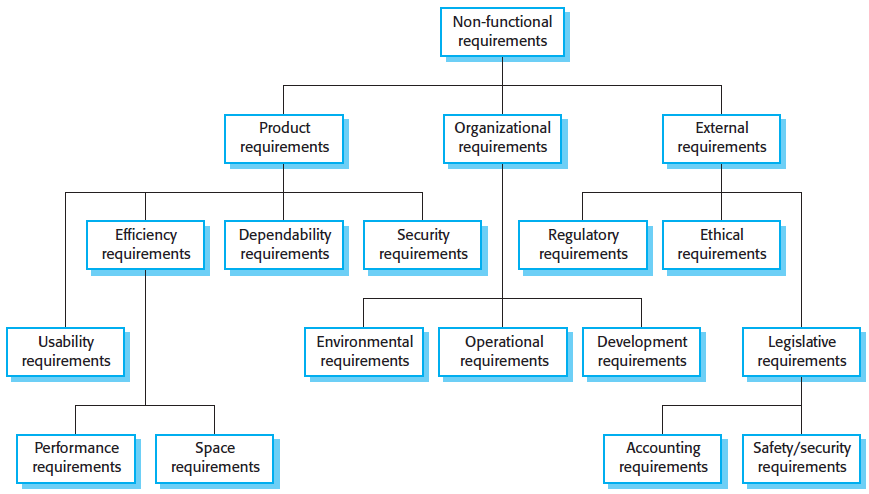 Non-functional
requirements
Product
requirements
Organizational
requirements
External
requirements
Efficiency
requirements
Dependability
requirements
Security
requirements
Regulatory
requirements
Ethical
requirements
Usability
requirements
Environmental
requirements
Operational
requirements
Development
requirements
Legislative
requirements
Performance
requirements
Space
requirements
Accounting
requirements
Safety/security
requirements